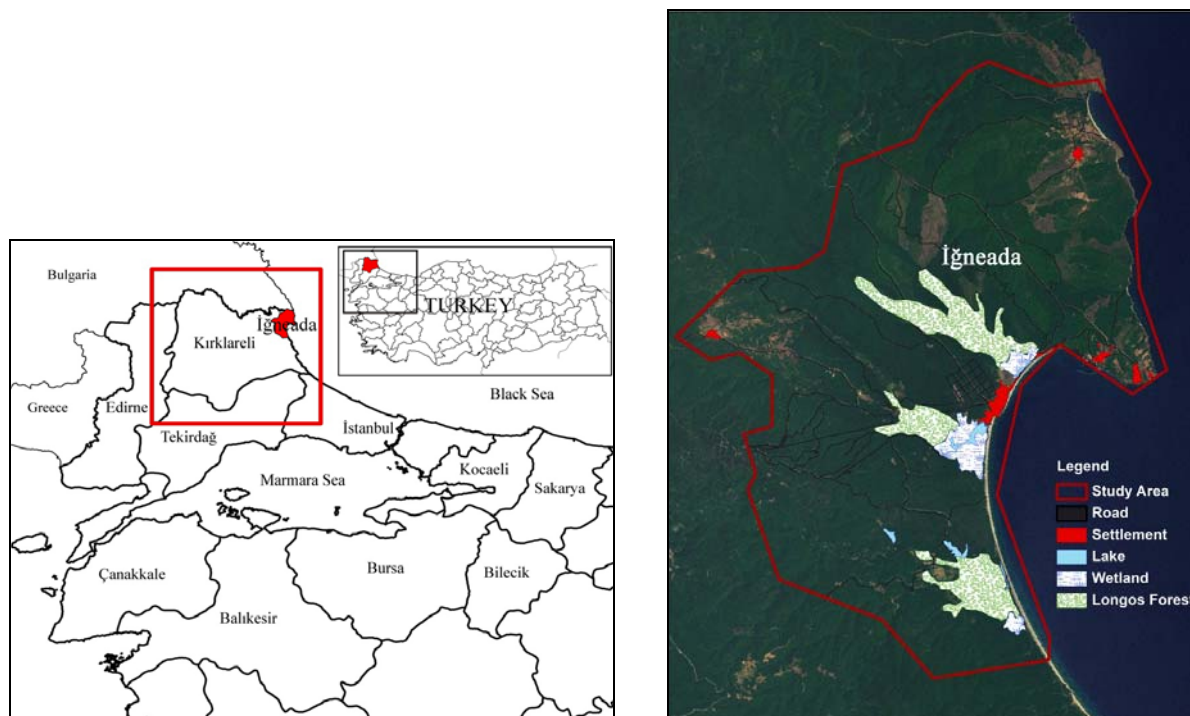 Bulgaria
TURKEY
İğneada
Kırklareli
Black Sea
Greece
Edirne
Tekirdağ
İstanbul
Kocaeli
Marmara Sea
Sakarya
Çanakkale
Bursa
Bilecik
Balıkesir
İğneada
Legend
Study Area
Road
Settlement
Lake
Wetland
Longos Forest